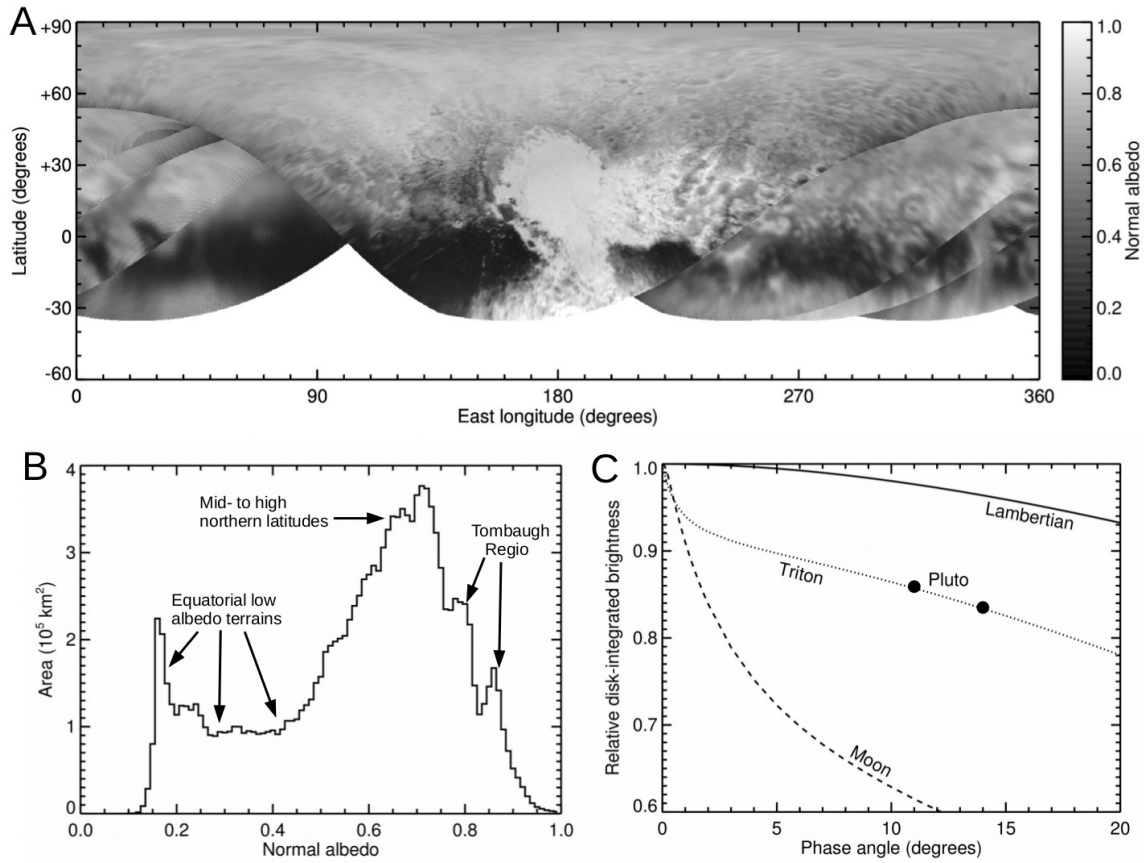 A
+90
+60
+30
0
-30
-60
Latitude (degrees)
0
90
180
270
360
East longitude (degrees)
1.0
0.8
0.6
0.4
0.2
0.0
Normal albedo
B
4
3
2
1
0
Area (10⁵ km²)
Mid- to high
northern latitudes
Tombaugh
Regio
Equatorial low
albedo terrains
0.0
0.2
0.4
0.6
0.8
1.0
Normal albedo
C
1.0
0.9
0.8
0.7
0.6
Relative disk-integrated brightness
Lambertian
Triton
Pluto
Moon
0
5
10
15
20
Phase angle (degrees)